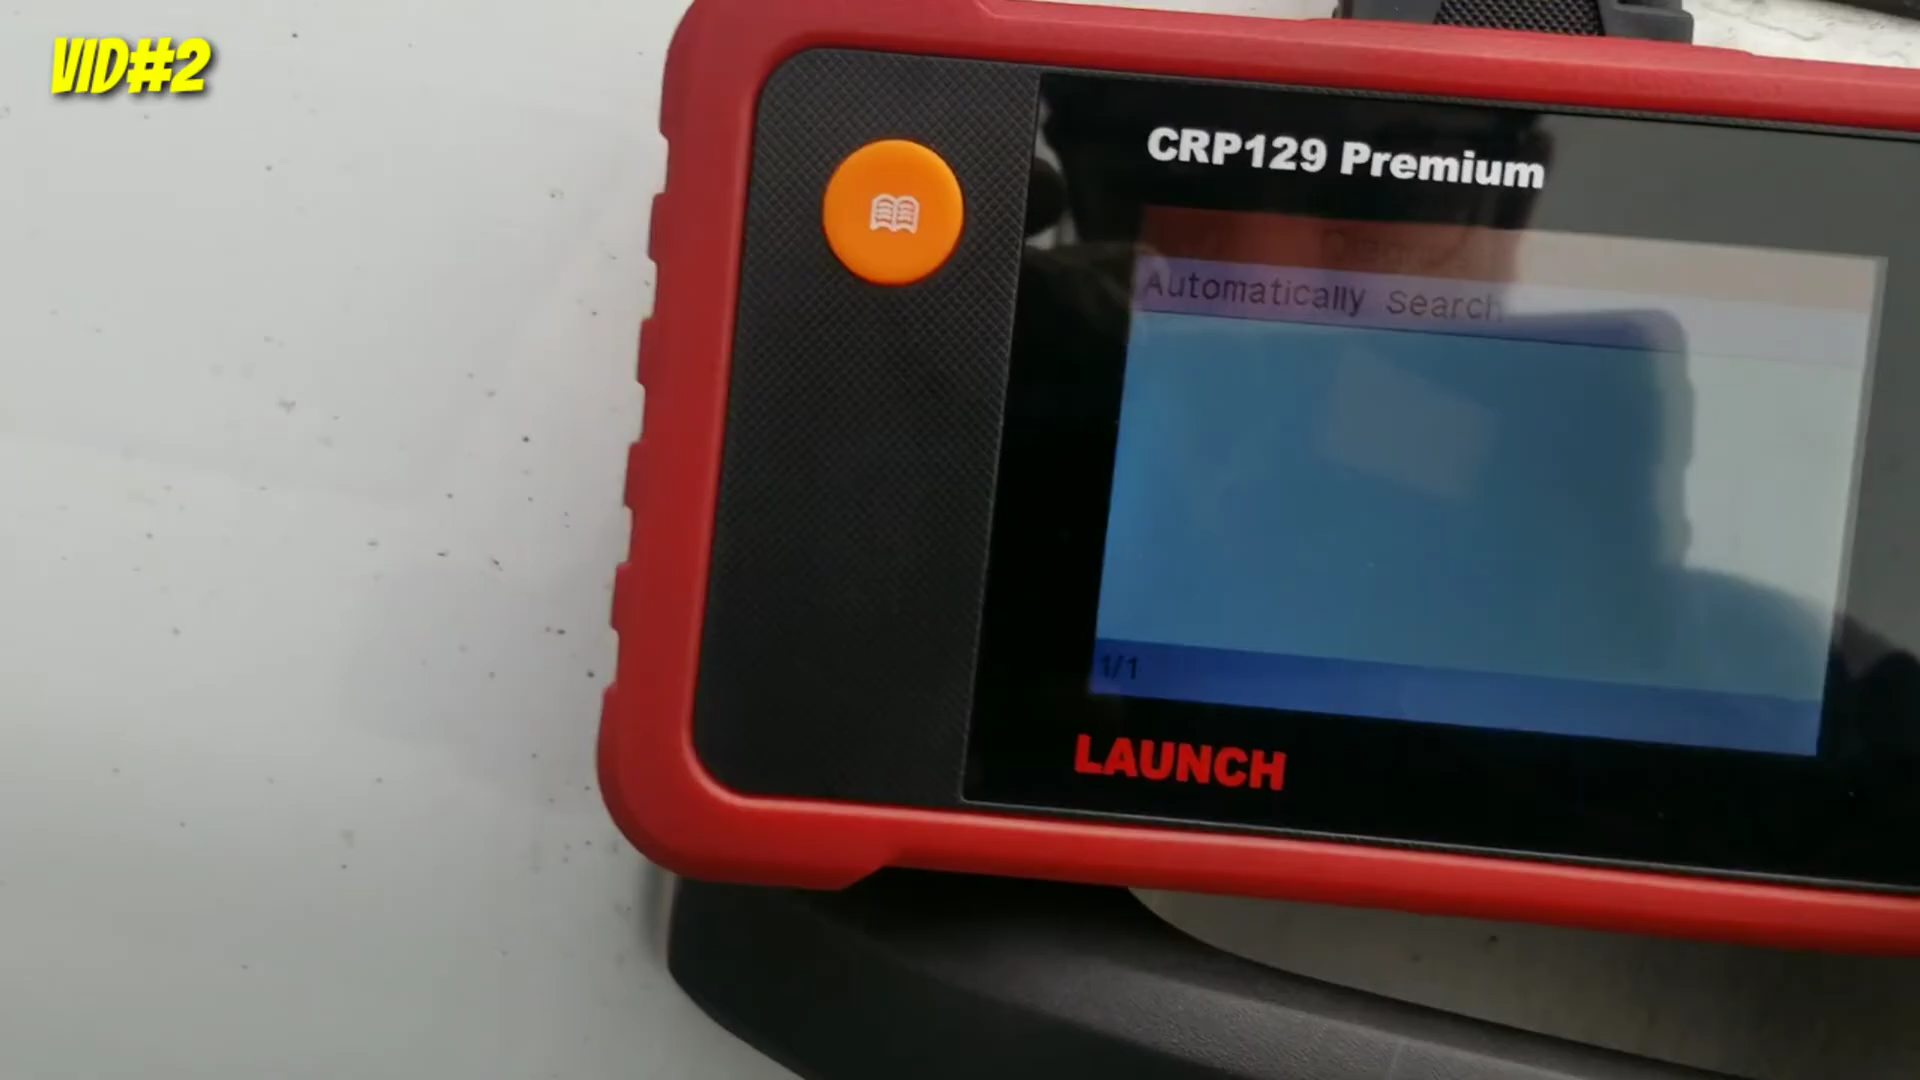 VID#2
CRP129 Premium
Automatically Search
1/1
LAUNCH